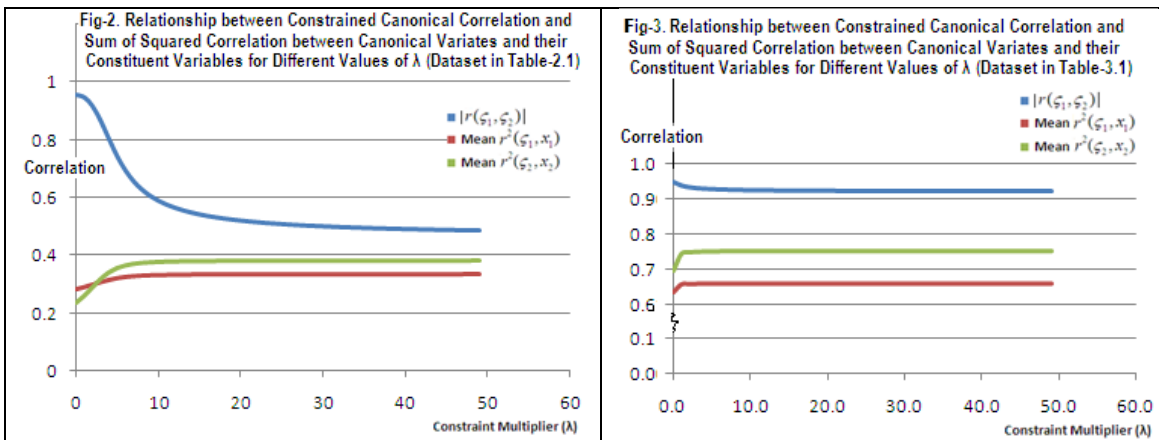 Fig-2. Relationship between Constrained Canonical Correlation and
Sum of Squared Correlation between Canonical Variates and their
Constituent Variables for Different Values of λ (Dataset in Table-2.1)
1
0.8
Correlation
0.6
0.4
0.2
0
|r(ς₁,ς₂)|
Mean r²(ς₁,x₁)
Mean r²(ς₂,x₂)
0 10 20 30 40 50 60
Constraint Multiplier (λ)
Fig-3. Relationship between Constrained Canonical Correlation and
Sum of Squared Correlation between Canonical Variates and their
Constituent Variables for Different Values of λ (Dataset in Table-3.1)
|r(ς₁,ς₂)|
Mean r²(ς₁,x₁)
Mean r²(ς₂,x₂)
Correlation
1.0
0.9
0.8
0.7
0.6
0.1
0.0
0.0 10.0 20.0 30.0 40.0 50.0 60.0
Constraint Multiplier (λ)